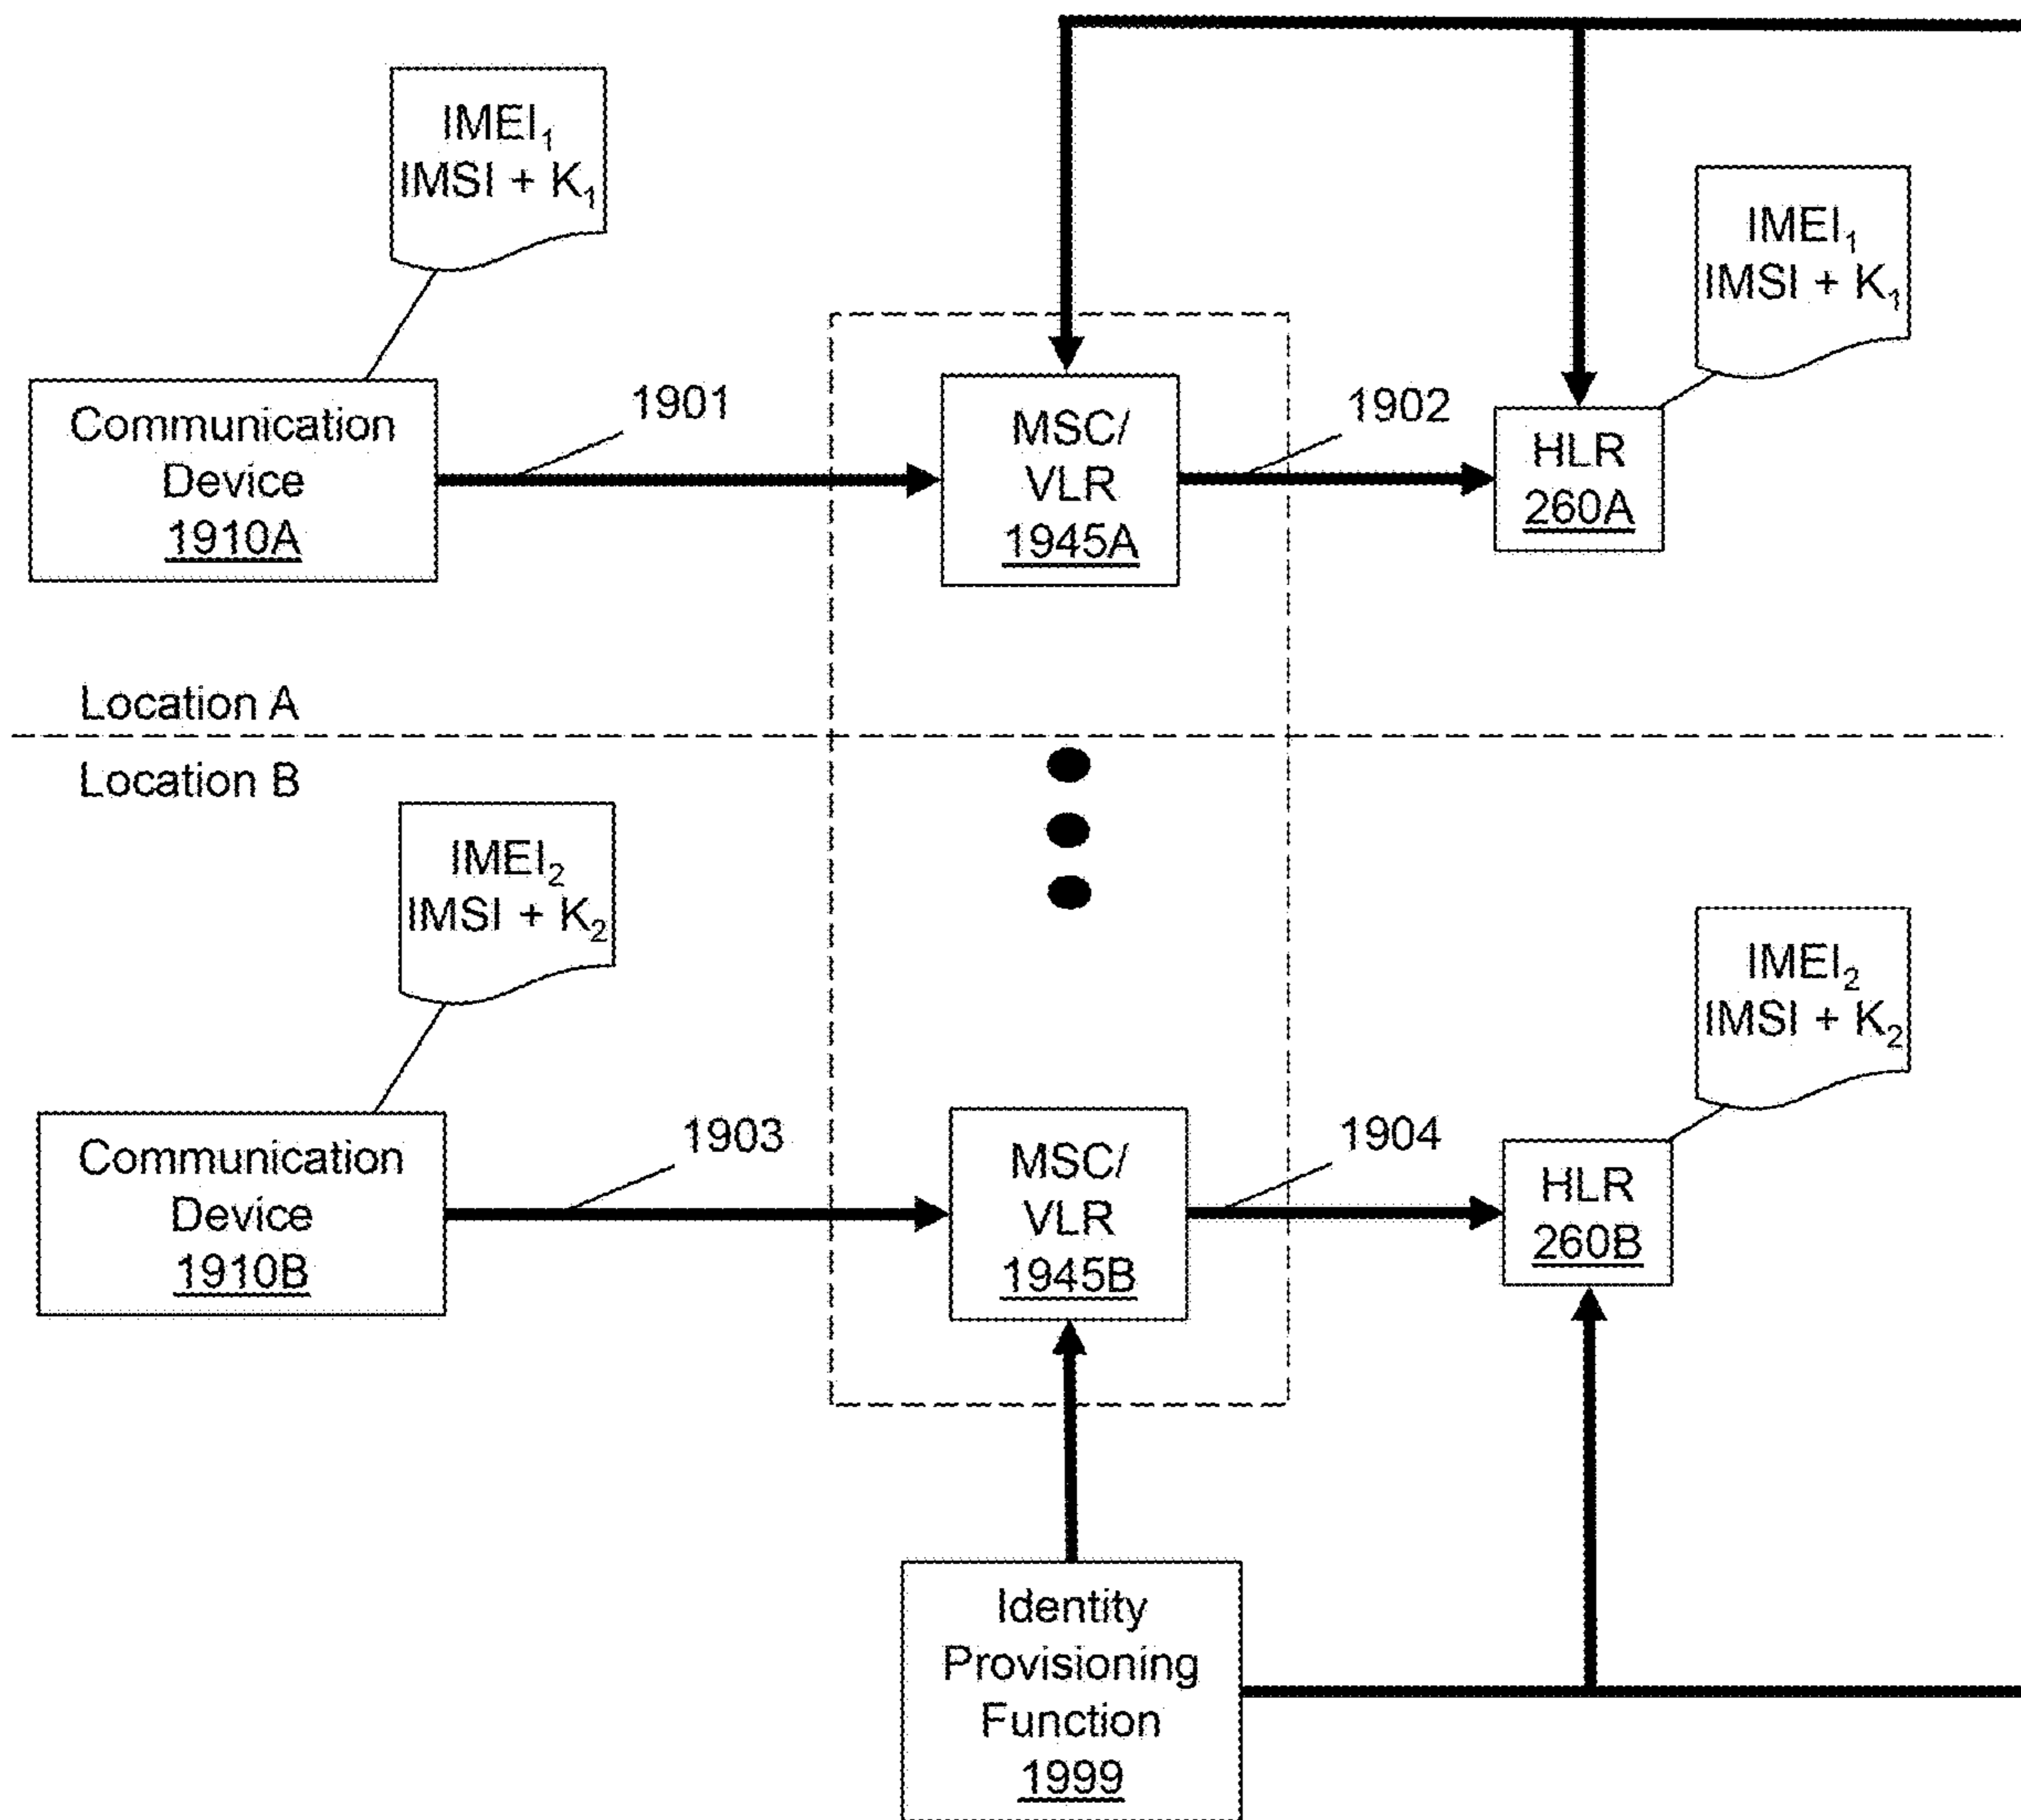 IMEI₁
IMSI + K₁
IMEI₁
IMSI + K₁
Communication
Device
1910A
1901
MSC/
VLR
1945A
1902
HLR
260A
Location A
Location B
IMEI₂
IMSI + K₂
IMEI₂
IMSI + K₂
Communication
Device
1910B
1903
MSC/
VLR
1945B
1904
HLR
260B
Identity
Provisioning
Function
1999